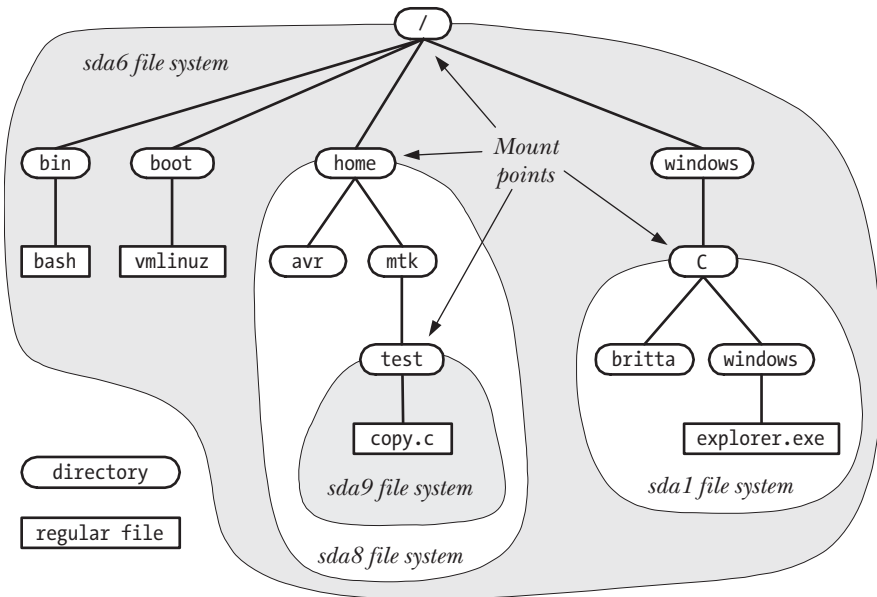 /
sda6 file system
Mount
points
bin
boot
home
windows
bash
vmlinuz
avr
mtk
C
test
britta
windows
copy.c
explorer.exe
directory
sda9 file system
sda1 file system
regular file
sda8 file system